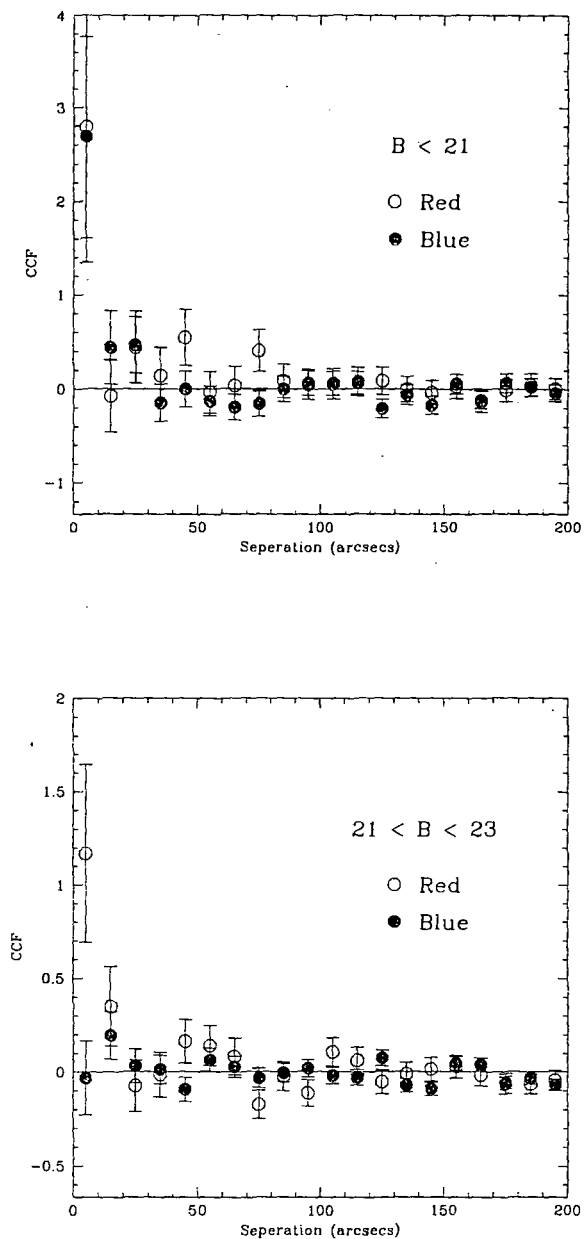 4
3
2
1
0
-1
CCF
B < 21
Red
Blue
0
50
100
150
200
Seperation (arcsecs)
2
1.5
1
0.5
0
-0.5
CCF
21 < B < 23
Red
Blue
0
50
100
150
200
Seperation (arcsecs)